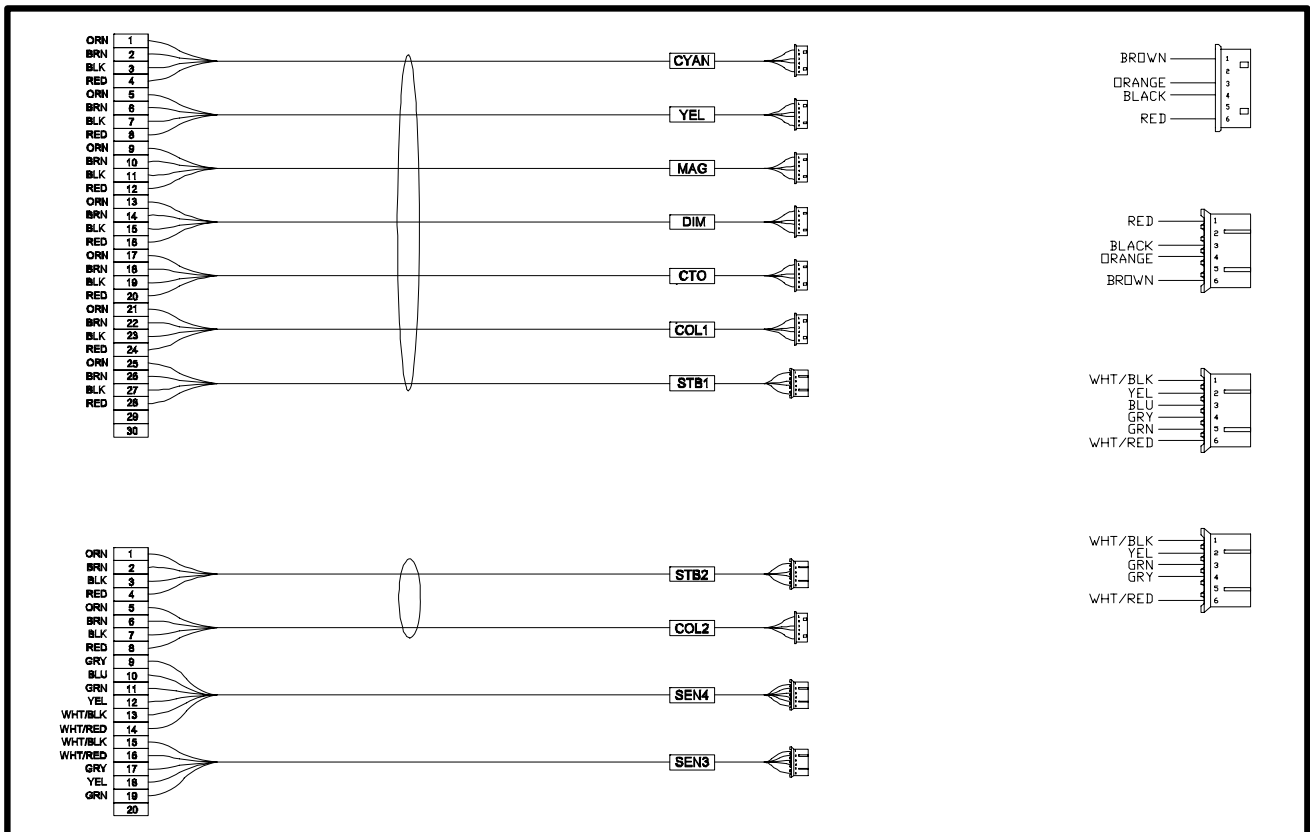 ORN 1
BRN 2
BLK 3
RED 4
CYAN
ORN 5
BRN 6
BLK 7
RED 8
YEL
ORN 9
BRN 10
BLK 11
RED 12
MAG
ORN 13
BRN 14
BLK 15
RED 16
DIM
ORN 17
BRN 18
BLK 19
RED 20
CTO
ORN 21
BRN 22
BLK 23
RED 24
COL1
ORN 25
BRN 26
BLK 27
RED 28
STB1
29
30
BROWN 1
2
ORANGE 3
BLACK 4
5
RED 6
RED 1
2
BLACK 3
ORANGE 4
5
BROWN 6
WHT/BLK 1
YEL 2
BLU 3
GRY 4
GRN 5
WHT/RED 6
ORN 1
BRN 2
BLK 3
RED 4
STB2
ORN 5
BRN 6
BLK 7
RED 8
COL2
GRY 9
BLU 10
GRN 11
YEL 12
WHT/BLK 13
WHT/RED 14
SEN4
WHT/BLK 15
WHT/RED 16
GRY 17
YEL 18
GRN 19
SEN3
20
WHT/BLK 1
YEL 2
GRN 3
GRY 4
5
WHT/RED 6